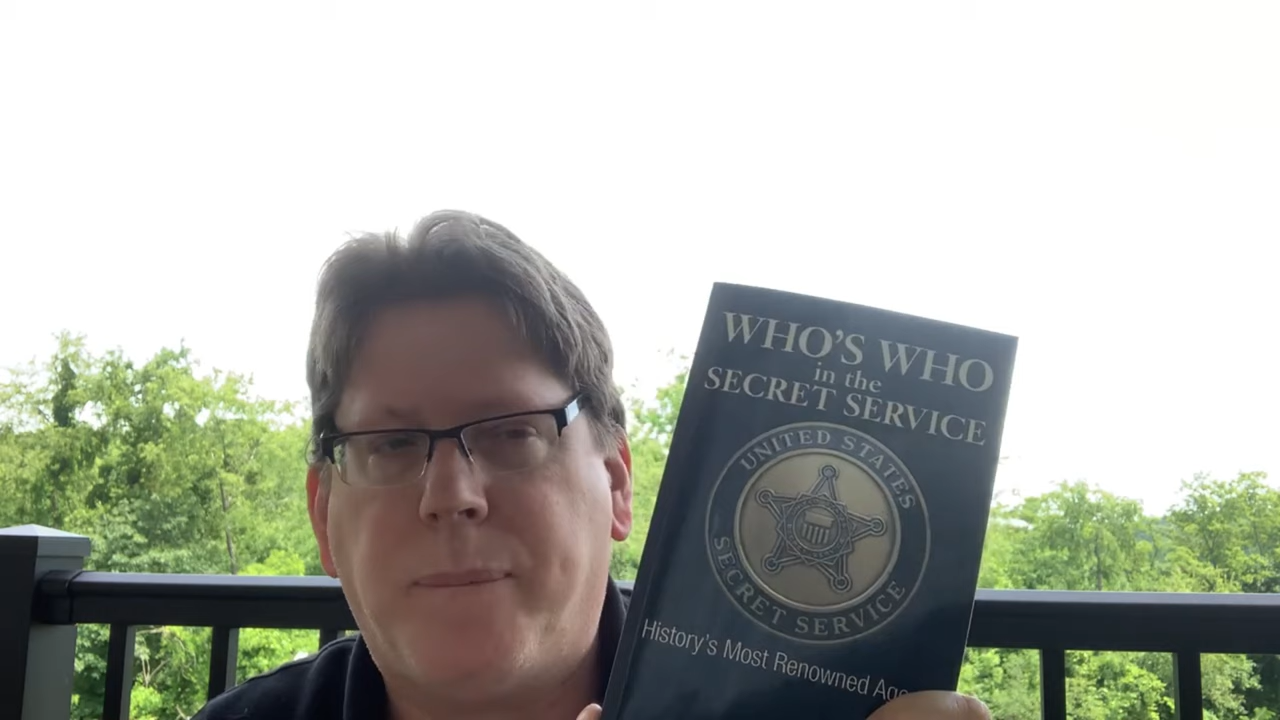 WHO'S WHO
in the
SECRET SERVICE
UNITED STATES
SECRET SERVICE
History's Most Renowned